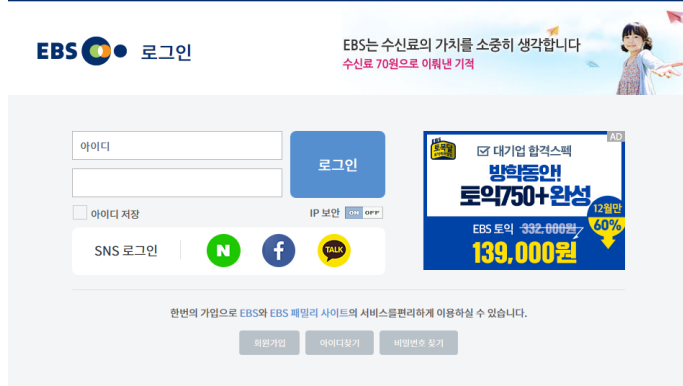 EBS 로그인
EBS는 수신료의 가치를 소중히 생각합니다
수신료 70원으로 이뤄낸 기적
아이디
로그인
아이디 저장
IP 보안 ON OFF
SNS 로그인
N
f
TALK
AD
EBS
대기업 합격스펙
방학동안!
토익750+완성
12월만
60%
EBS 토익 332,000원
139,000원
한번의 가입으로 EBS와 EBS 패밀리 사이트의 서비스를편리하게 이용하실 수 있습니다.
회원가입
아이디찾기
비밀번호 찾기